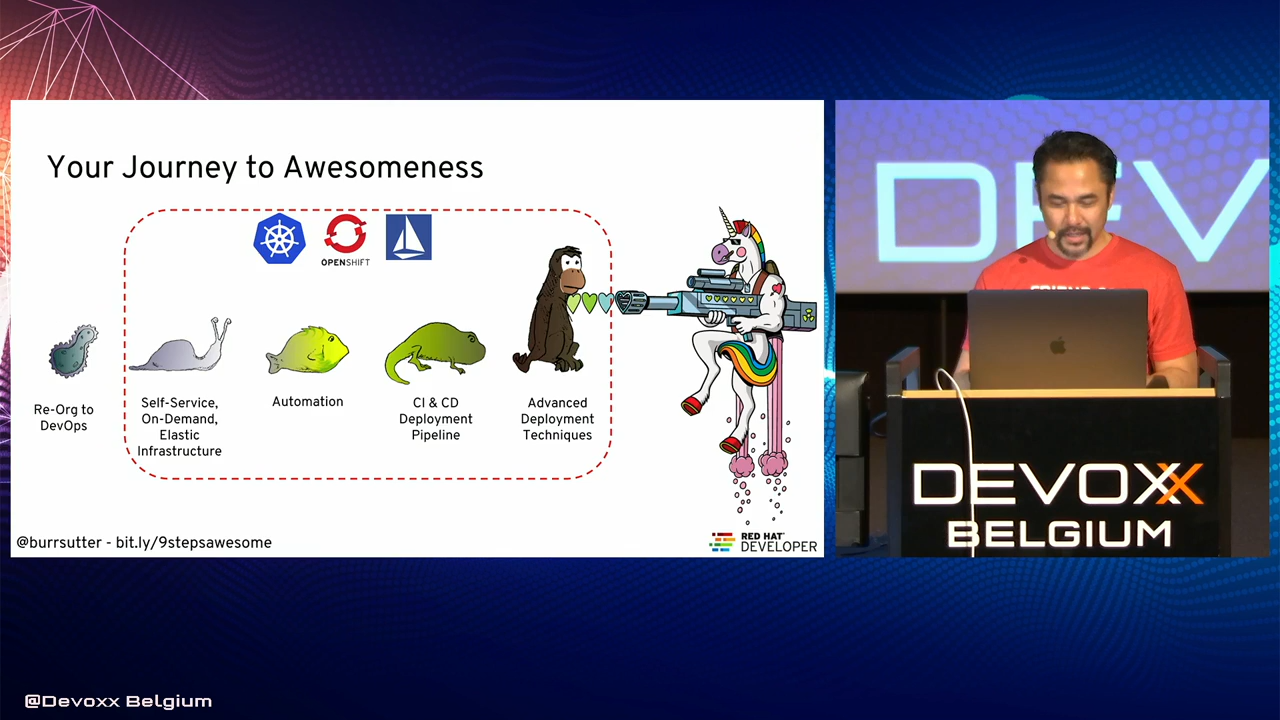 Your Journey to Awesomeness
OPENSHIFT
Re-Org to
DevOps
Self-Service,
On-Demand,
Elastic
Infrastructure
Automation
CI & CD
Deployment
Pipeline
Advanced
Deployment
Techniques
@burrsutter - bit.ly/9stepsawesome
RED HAT
DEVELOPER
DEV
DEVOXX
BELGIUM
@Devoxx Belgium